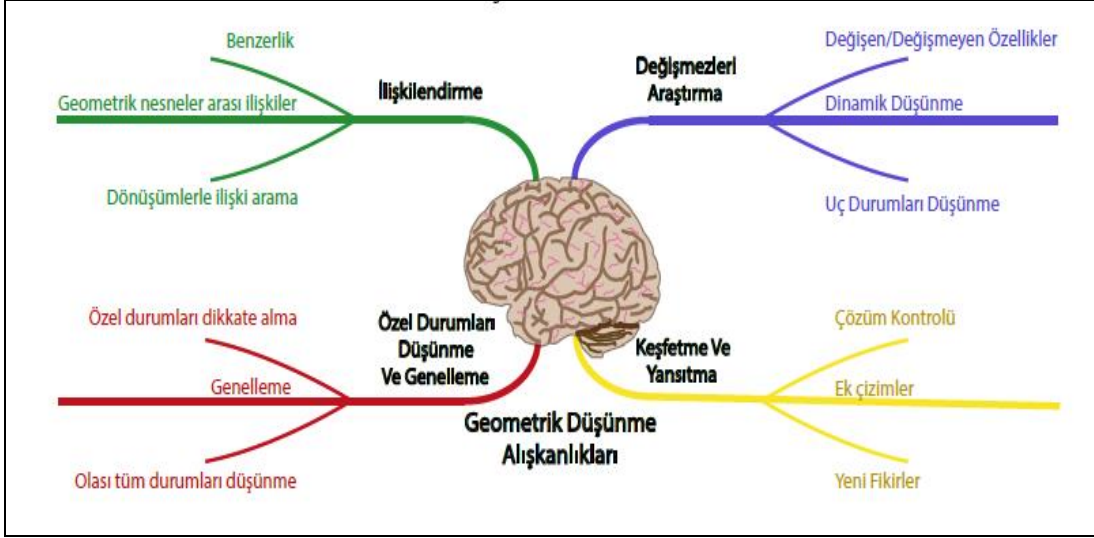 Benzerlik
Geometrik nesneler arası ilişkiler
Dönüşümlerle ilişki arama
İlişkilendirme
Değişmezleri
Araştırma
Değişen/Değişmeyen Özellikler
Dinamik Düşünme
Uç Durumları Düşünme
Özel durumları dikkate alma
Genelleme
Olası tüm durumları düşünme
Özel Durumları
Düşünme
Ve Genelleme
Keşfetme Ve
Yansıtma
Çözüm Kontrolü
Ek çizimler
Yeni Fikirler
Geometrik Düşünme
Alışkanlıkları